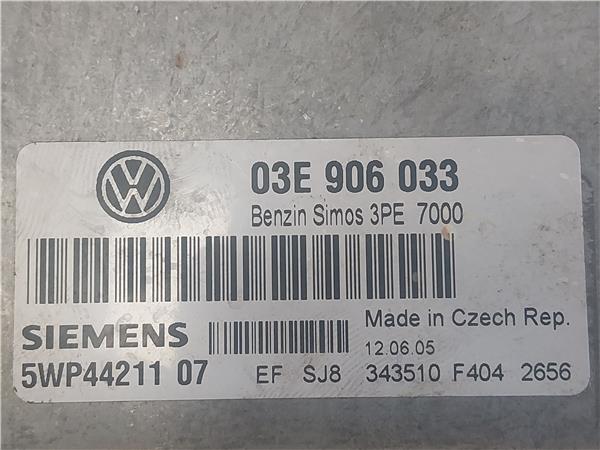 VW
03E 906 033
Benzin Simos 3PE 7000
SIEMENS
Made in Czech Rep.
12.06.05
5WP44211 07 EF SJ8 343510 F404 2656